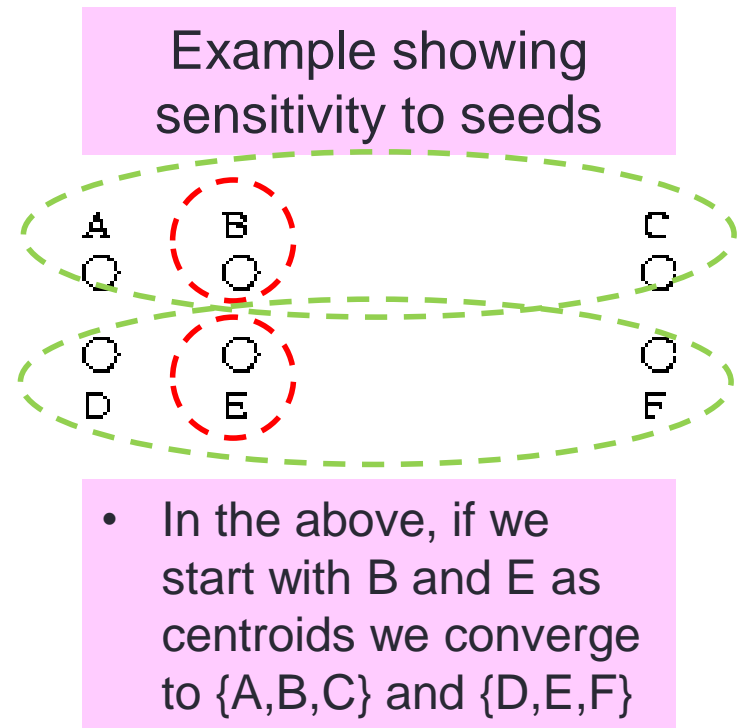 Example showing
sensitivity to seeds
A B C
D E F
• In the above, if we
start with B and E as
centroids we converge
to {A,B,C} and {D,E,F}